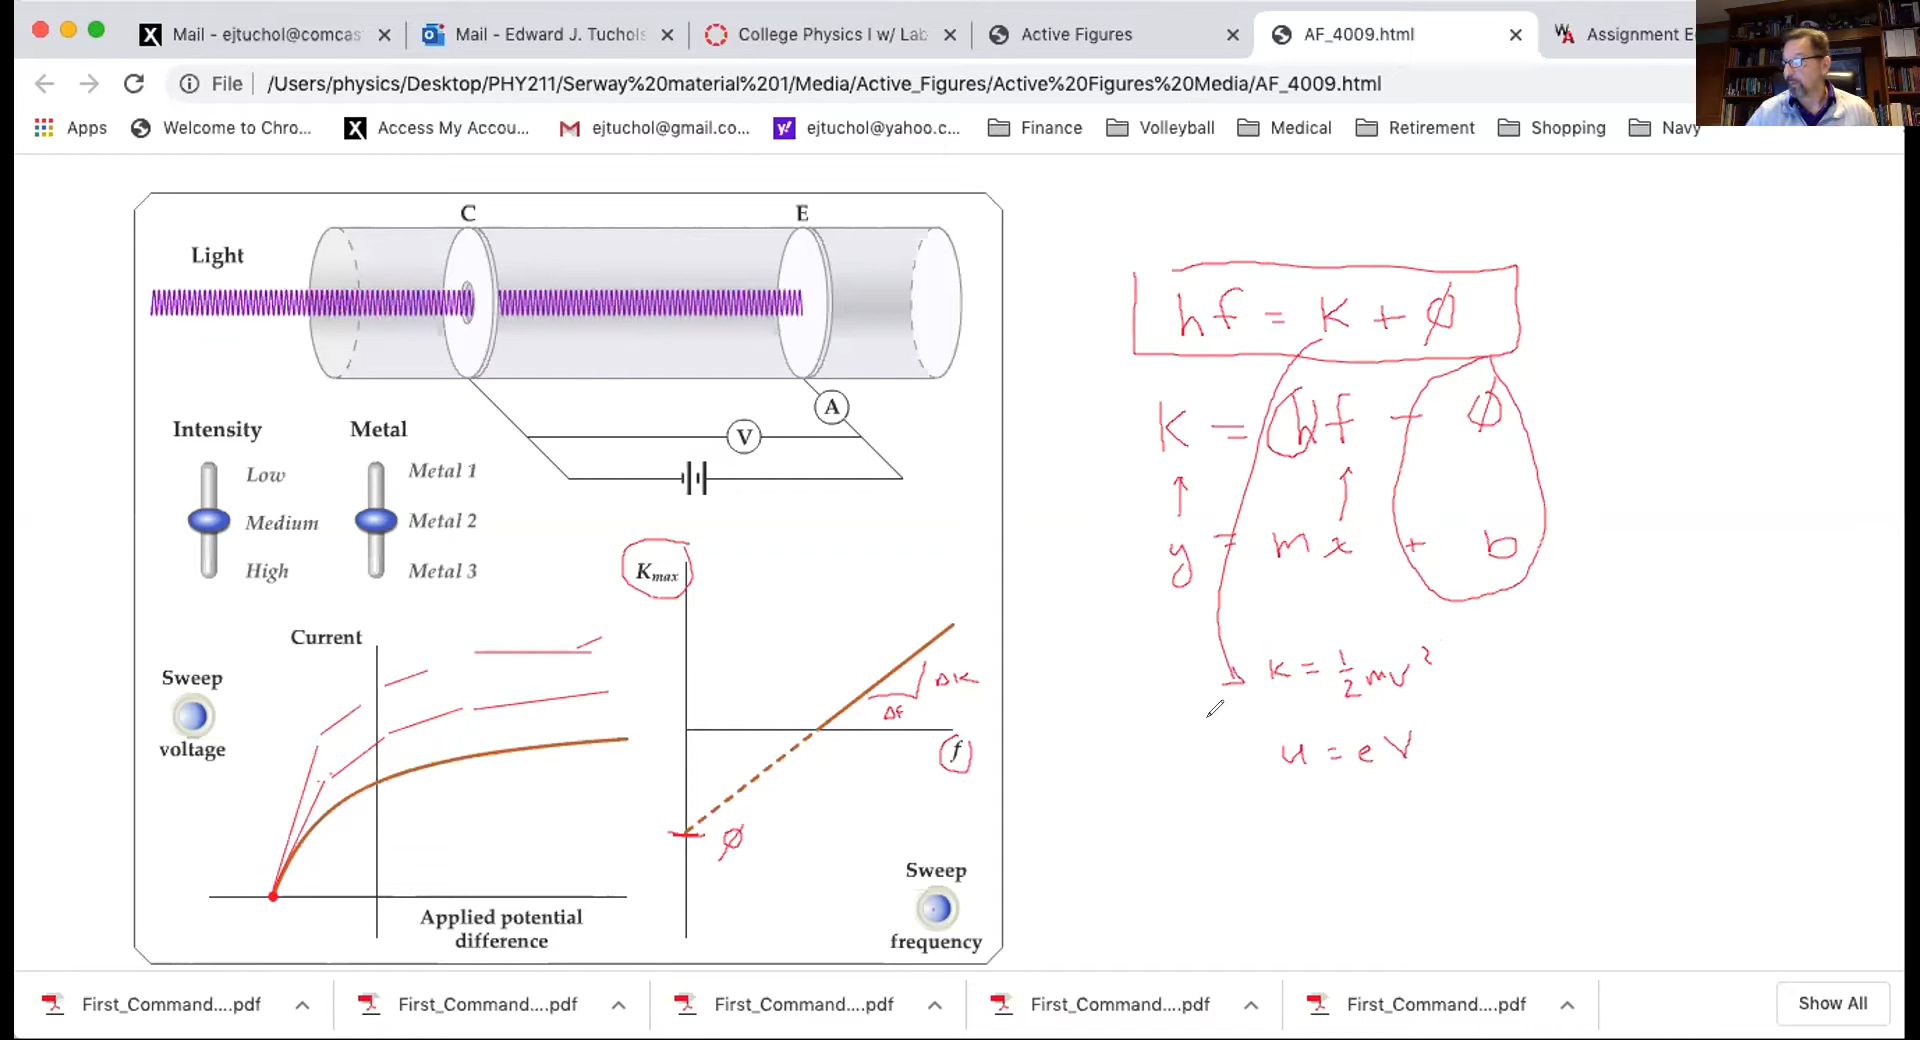 Mail - ejtuchol@comcas
Mail - Edward J. Tuchols
College Physics I w/ Lab
Active Figures
AF_4009.html
Assignment E
File
/Users/physics/Desktop/PHY211/Serway%20material%201/Media/Active_Figures/Active%20Figures%20Media/AF_4009.html
Apps
Welcome to Chro...
Access My Accou...
ejtuchol@gmail.co...
ejtuchol@yahoo.c...
Finance
Volleyball
Medical
Retirement
Shopping
Navy
C
E
Light
A
V
Intensity
Low
Medium
High
Metal
Metal 1
Metal 2
Metal 3
Sweep
voltage
Current
Applied potential
difference
Kmax
f
ΔK
Δf
ϕ
Sweep
frequency
hf = K + ϕ
K = hf - ϕ
y = mx + b
K = 1/2 mv²
u = eV
First_Command....pdf
First_Command....pdf
First_Command....pdf
First_Command....pdf
First_Command....pdf
Show All